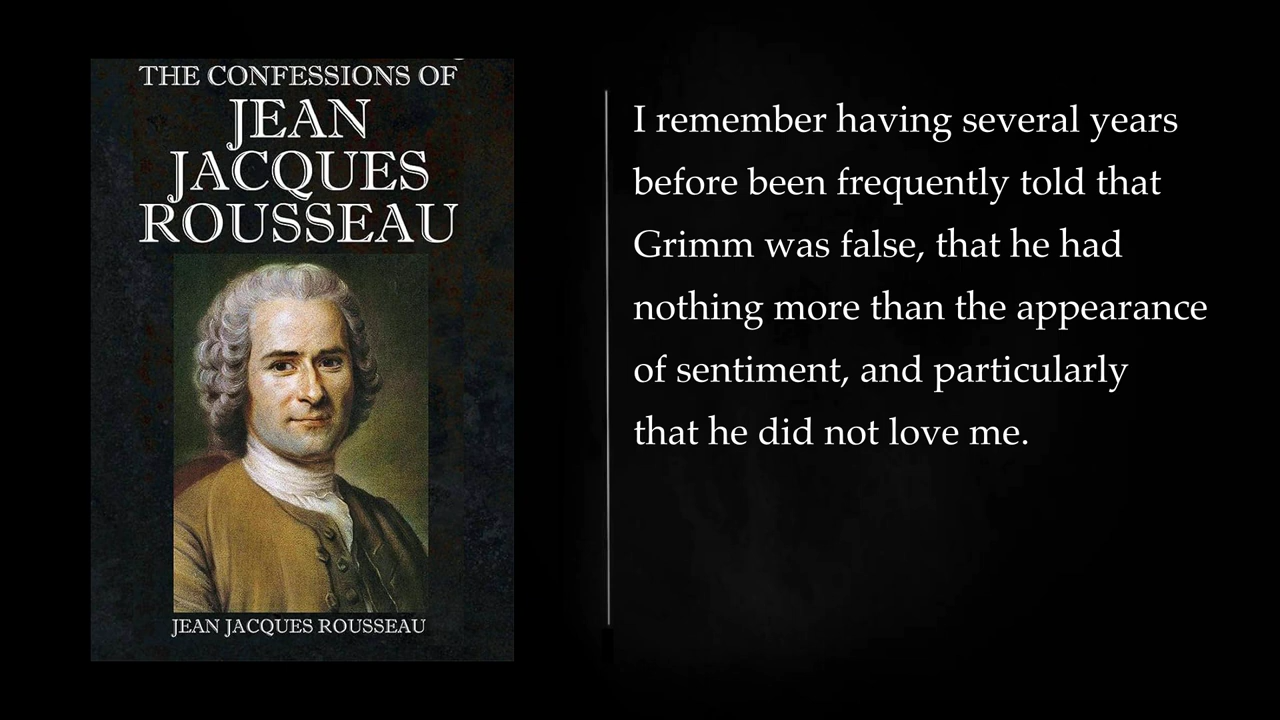 THE CONFESSIONS OF
JEAN
JACQUES
ROUSSEAU
JEAN JACQUES ROUSSEAU
I remember having several years
before been frequently told that
Grimm was false, that he had
nothing more than the appearance
of sentiment, and particularly
that he did not love me.